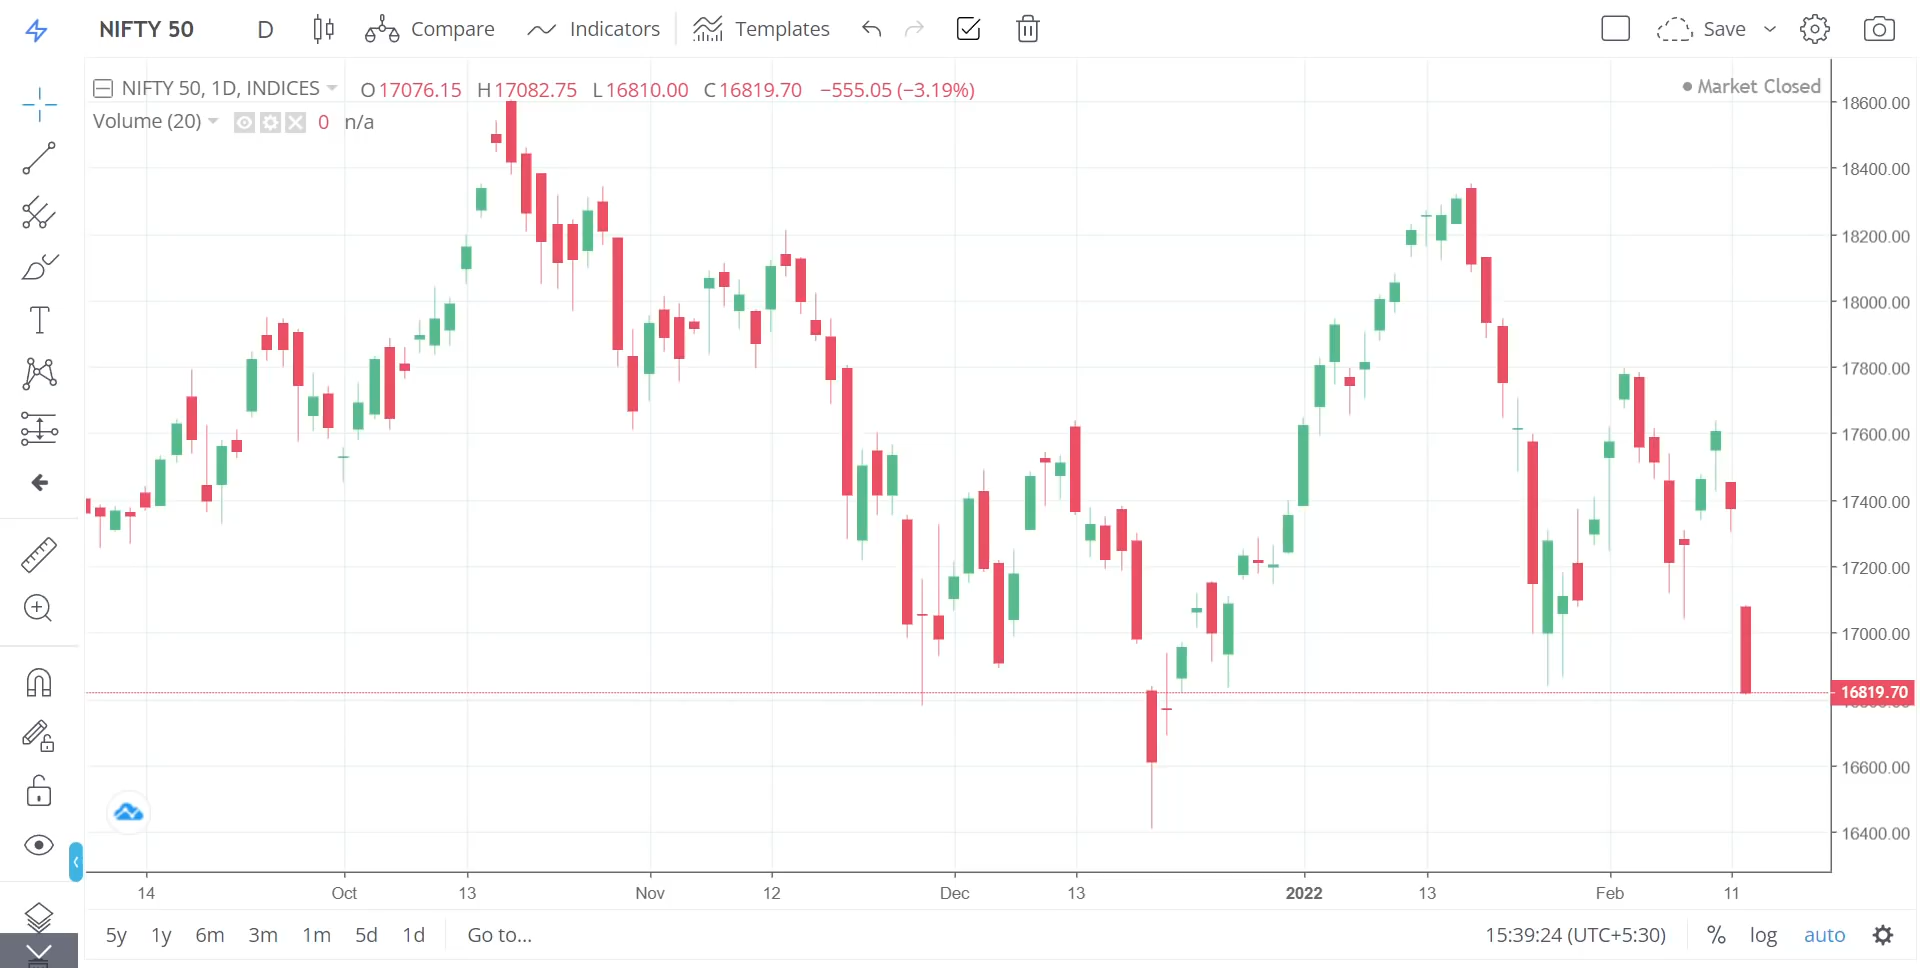 NIFTY 50 D Compare Indicators Templates Save
NIFTY 50, 1D, INDICES O17076.15 H17082.75 L16810.00 C16819.70 −555.05 (−3.19%)
Market Closed
Volume (20) 0 n/a
18600.00
18400.00
18200.00
18000.00
17800.00
17600.00
17400.00
17200.00
17000.00
16819.70
16600.00
16400.00
14 Oct 13 Nov 12 Dec 13 2022 13 Feb 11
5y 1y 6m 3m 1m 5d 1d Go to... 15:39:24 (UTC+5:30) % log auto